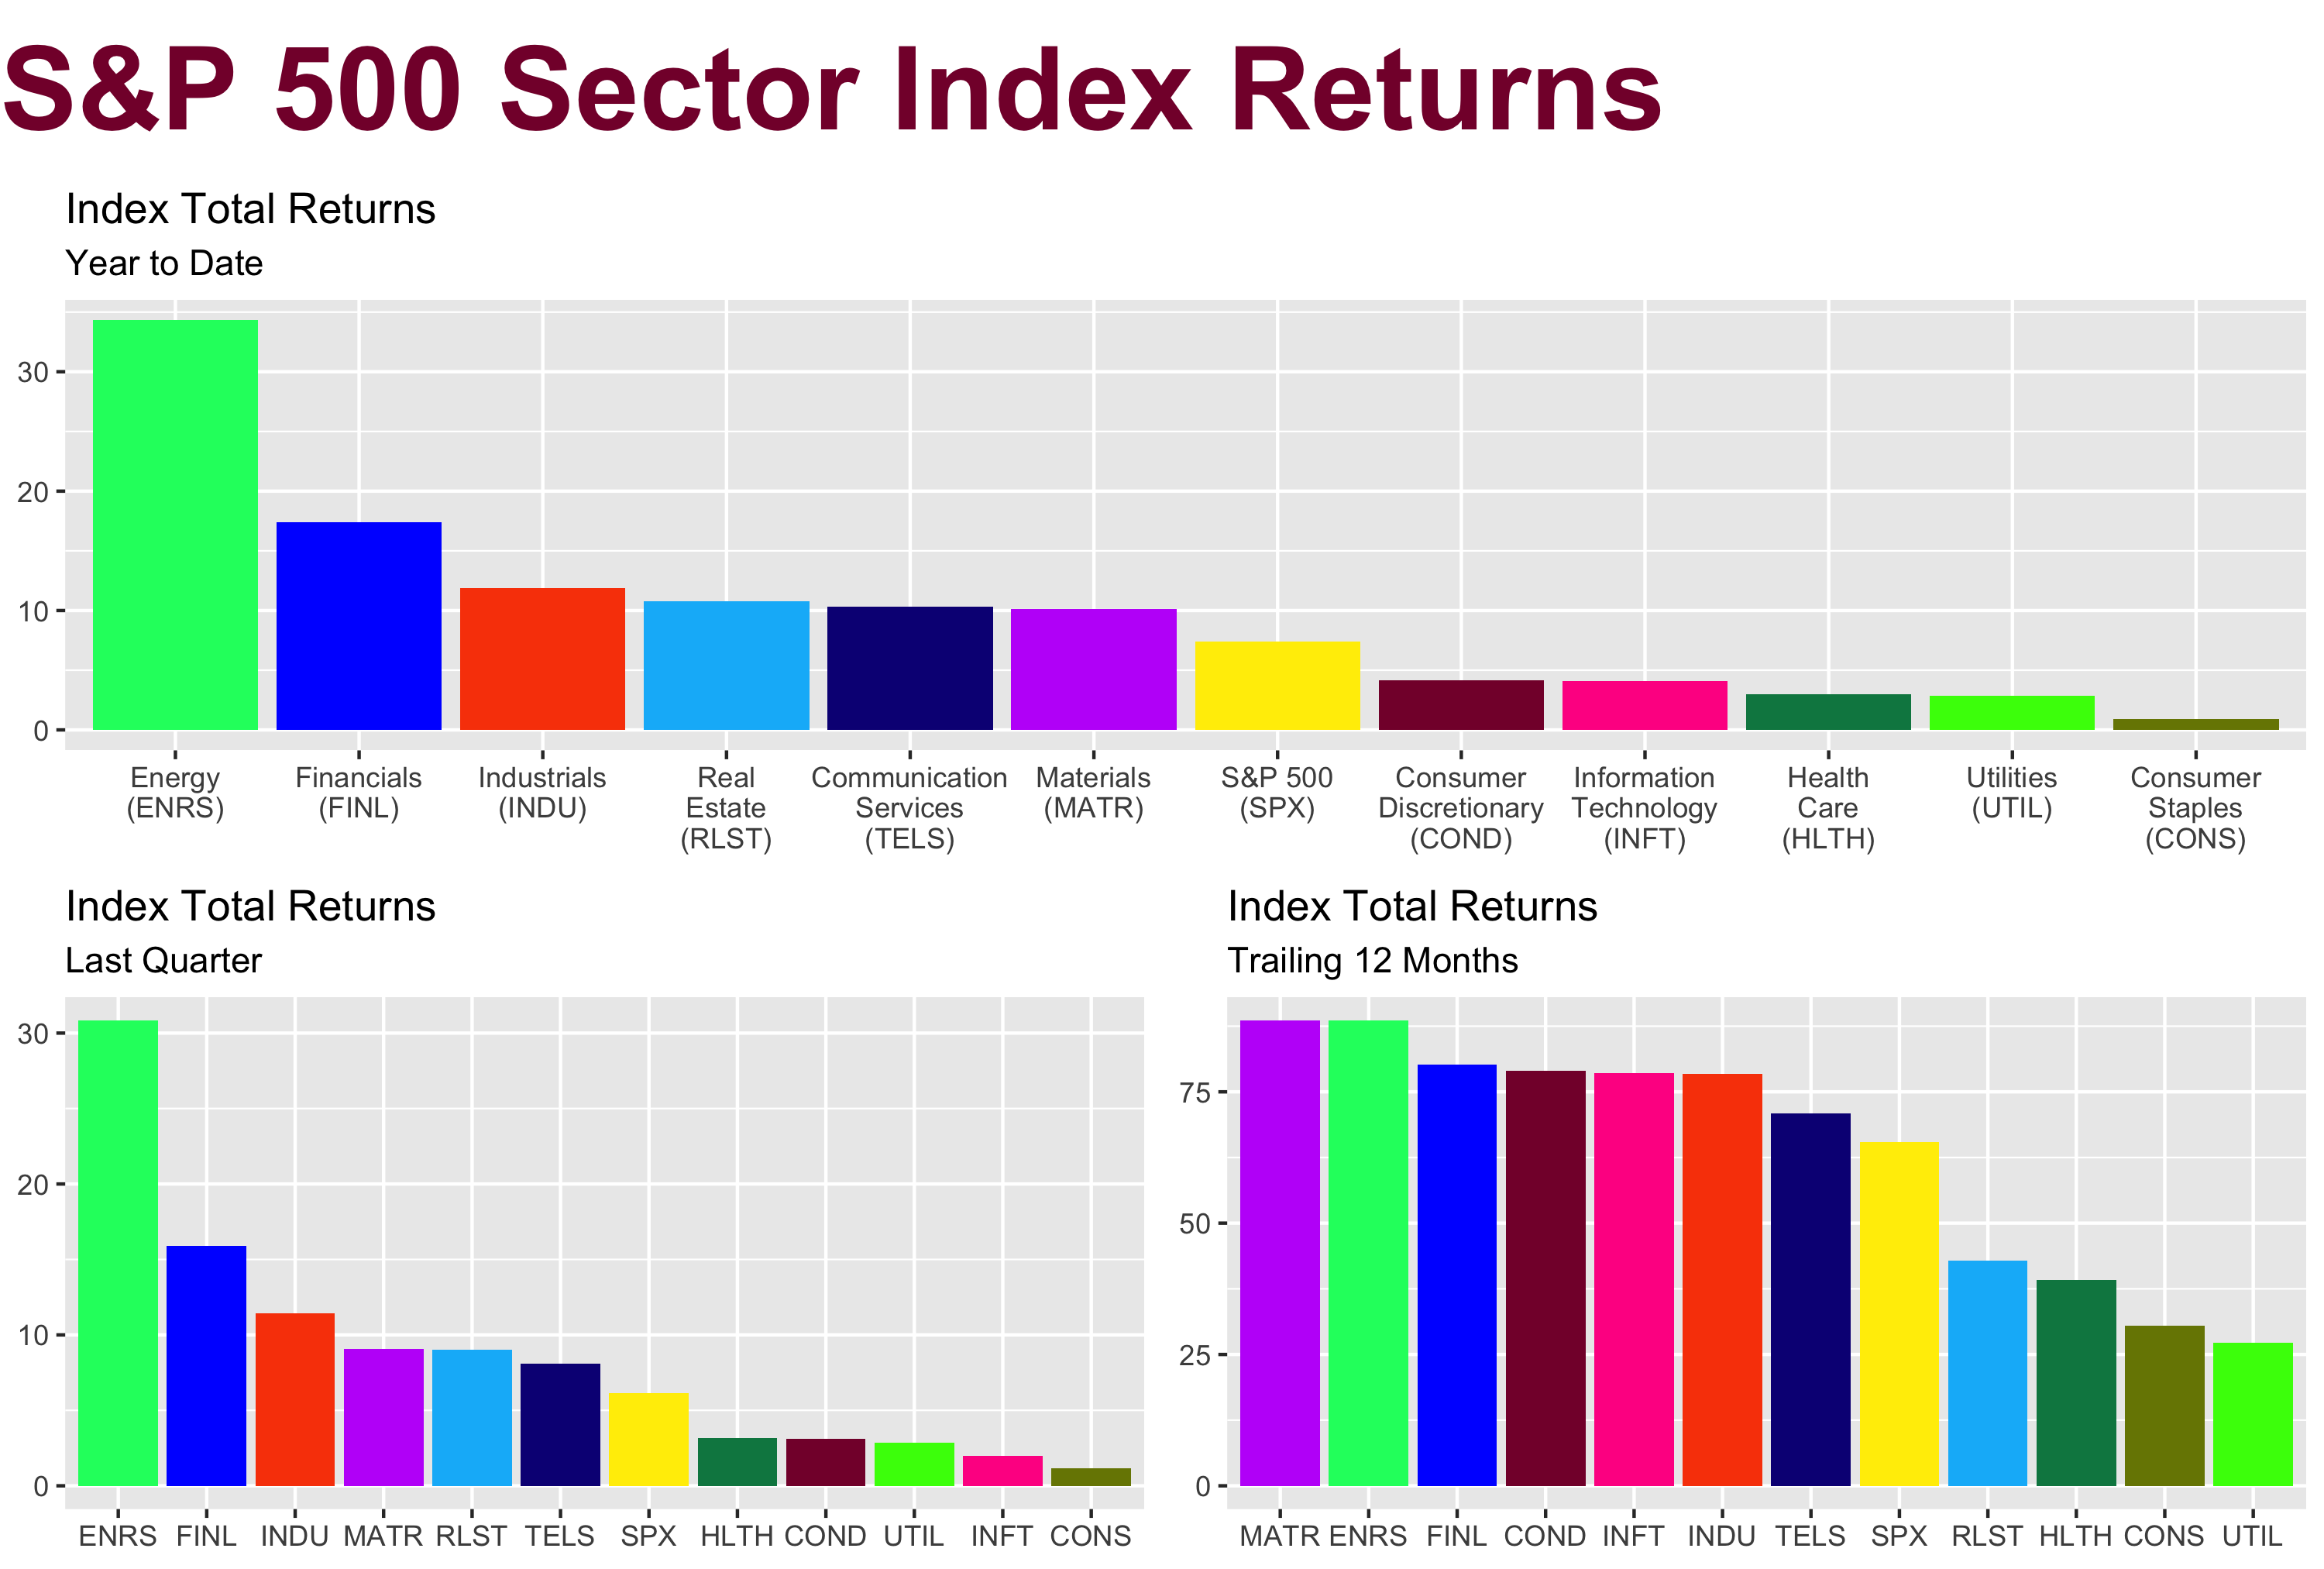 S&P 500 Sector Index Returns
Index Total Returns
Year to Date
30
20
10
0
Energy (ENRS)
Financials (FINL)
Industrials (INDU)
Real Estate (RLST)
Communication Services (TELS)
Materials (MATR)
S&P 500 (SPX)
Consumer Discretionary (COND)
Information Technology (INFT)
Health Care (HLTH)
Utilities (UTIL)
Consumer Staples (CONS)
Index Total Returns
Last Quarter
30
20
10
0
ENRS FINL INDU MATR RLST TELS SPX HLTH COND UTIL INFT CONS
Index Total Returns
Trailing 12 Months
75
50
25
0
MATR ENRS FINL COND INFT INDU TELS SPX RLST HLTH CONS UTIL